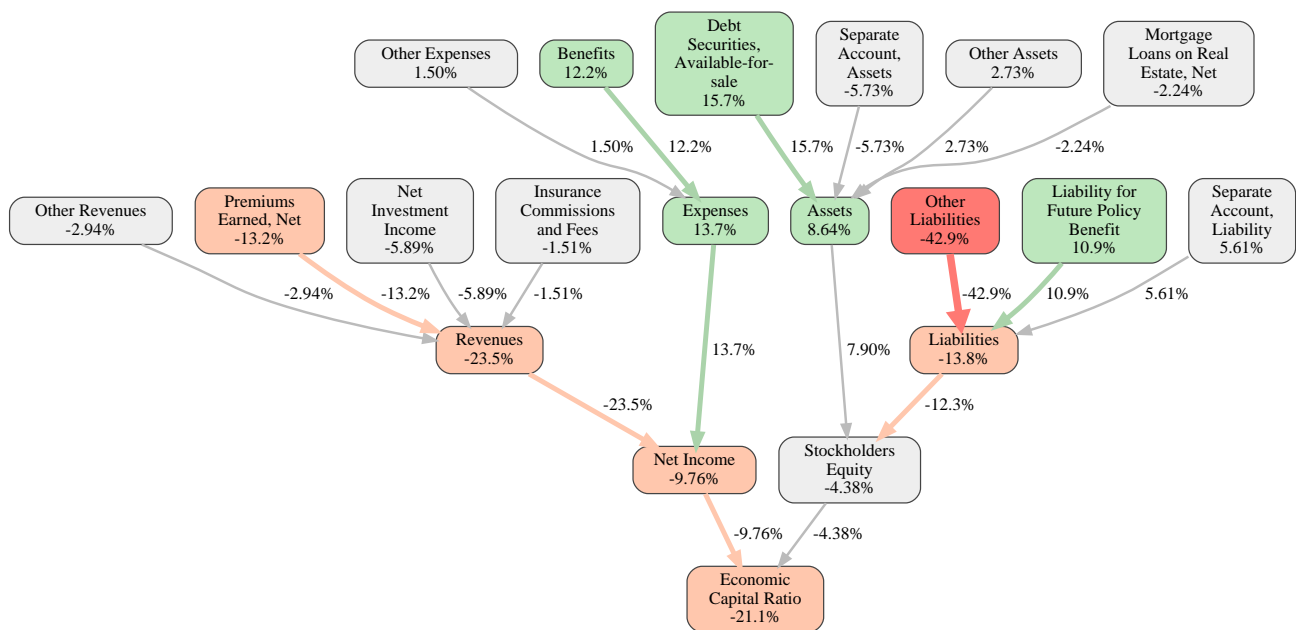 Other Expenses
1.50%
Benefits
12.2%
Debt
Securities,
Available-for-
sale
15.7%
Separate
Account,
Assets
-5.73%
Other Assets
2.73%
Mortgage
Loans on Real
Estate, Net
-2.24%
1.50%
12.2%
15.7%
-5.73%
2.73%
-2.24%
Other Revenues
-2.94%
Premiums
Earned, Net
-13.2%
Net
Investment
Income
-5.89%
Insurance
Commissions
and Fees
-1.51%
Expenses
13.7%
Assets
8.64%
Other
Liabilities
-42.9%
Liability for
Future Policy
Benefit
10.9%
Separate
Account,
Liability
5.61%
-2.94%
-13.2%
-5.89%
-1.51%
-42.9%
10.9%
5.61%
Revenues
-23.5%
13.7%
7.90%
Liabilities
-13.8%
-23.5%
-12.3%
Net Income
-9.76%
Stockholders
Equity
-4.38%
-9.76%
-4.38%
Economic
Capital Ratio
-21.1%